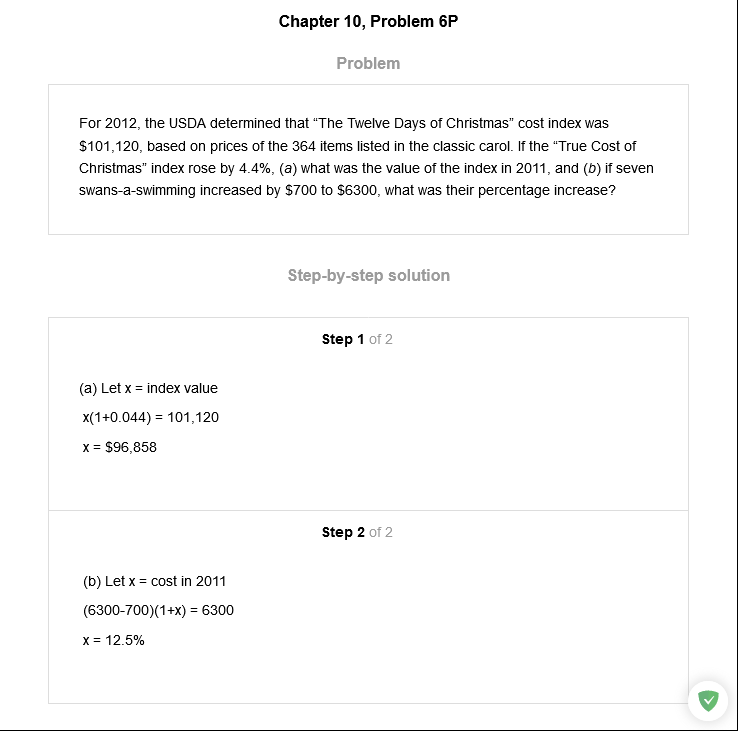 Chapter 10, Problem 6P
Problem
For 2012, the USDA determined that “The Twelve Days of Christmas” cost index was
$101,120, based on prices of the 364 items listed in the classic carol. If the “True Cost of
Christmas” index rose by 4.4%, (a) what was the value of the index in 2011, and (b) if seven
swans-a-swimming increased by $700 to $6300, what was their percentage increase?
Step-by-step solution
Step 1 of 2
(a) Let x = index value
x(1+0.044) = 101,120
x = $96,858
Step 2 of 2
(b) Let x = cost in 2011
(6300-700)(1+x) = 6300
x = 12.5%